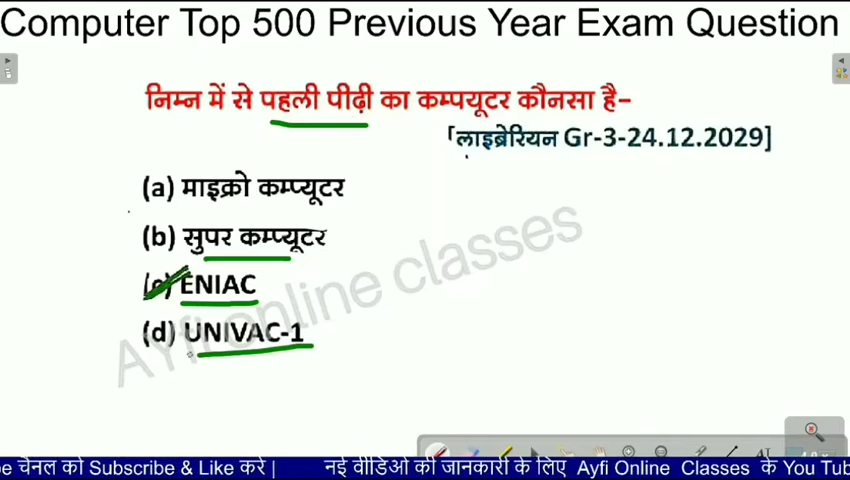 Computer Top 500 Previous Year Exam Question
निम्न में से पहली पीढ़ी का कम्पयूटर कौनसा है–
[लाइब्रेरियन Gr-3-24.12.2029]
(a) माइक्रो कम्प्यूटर
(b) सुपर कम्प्यूटर
(c) ENIAC
(d) UNIVAC-1
Ayfi online classes
चैनल को Subscribe & Like करे | नई वीडिओ की जानकारी के लिए Ayfi Online Classes के You Tub